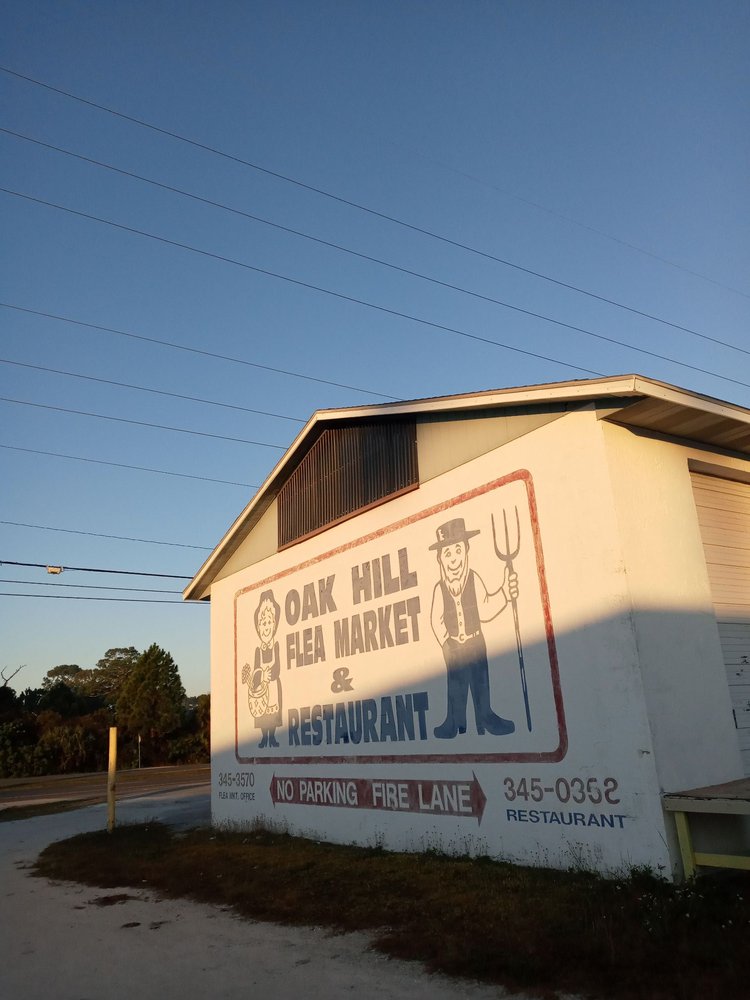 OAK HILL
FLEA MARKET
&
RESTAURANT
345-3570
FLEA MKT. OFFICE
NO PARKING FIRE LANE
345-0352
RESTAURANT